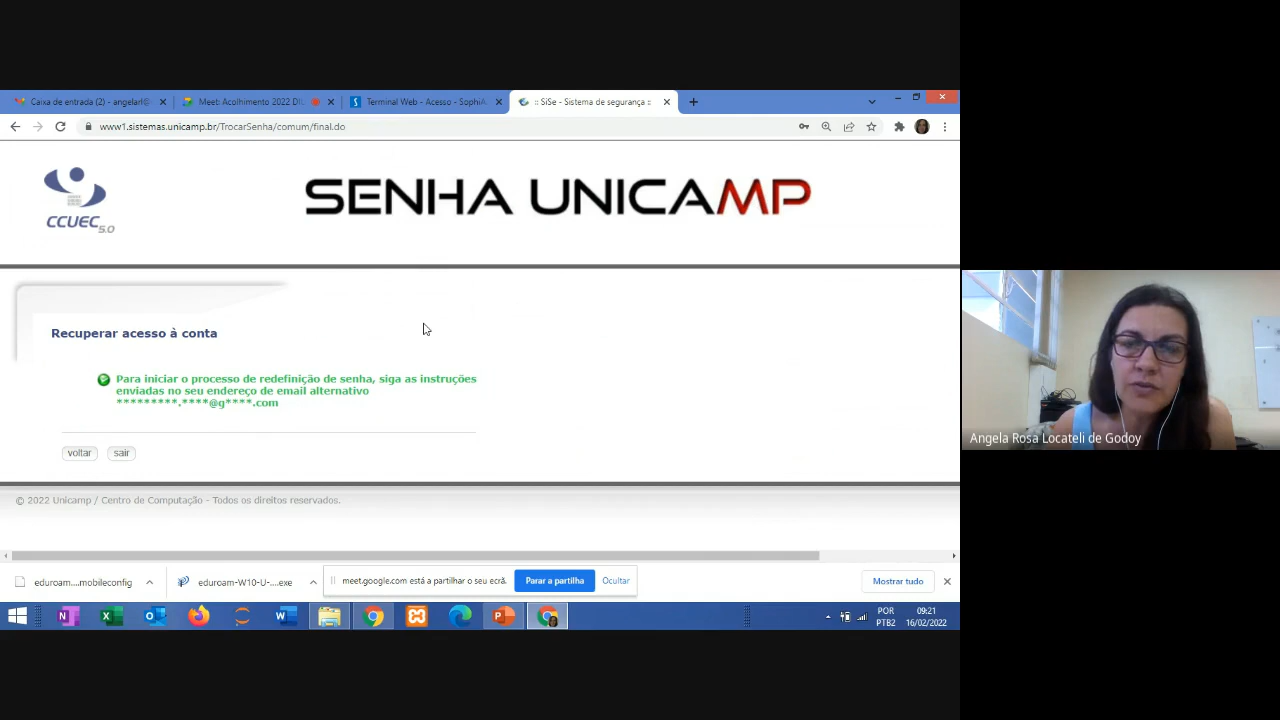 Caixa de entrada (2) - angelarl@
Meet: Acolhimento 2022 DI
Terminal Web - Acesso - SophiA
:: SiSe - Sistema de segurança ::
www1.sistemas.unicamp.br/TrocarSenha/comum/final.do
CCUEC 5.0
SENHA UNICAMP
Recuperar acesso à conta
Para iniciar o processo de redefinição de senha, siga as instruções
enviadas no seu endereço de email alternativo
*********.****@g****.com
voltar
sair
© 2022 Unicamp / Centro de Computação - Todos os direitos reservados.
eduroam....mobileconfig
eduroam-W10-U-....exe
meet.google.com está a partilhar o seu ecrã.
Parar a partilha
Ocultar
Mostrar tudo
POR
PTB2
09:21
16/02/2022
Angela Rosa Locateli de Godoy